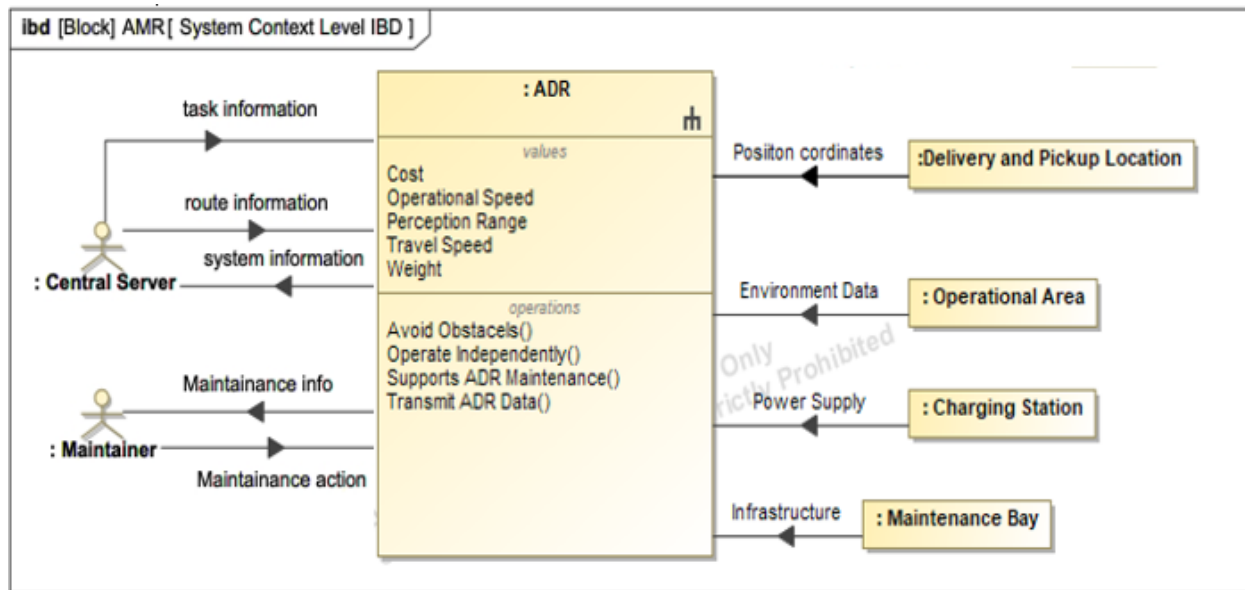 ibd [Block] AMR[ System Context Level IBD ]
: ADR
values
Cost
Operational Speed
Perception Range
Travel Speed
Weight
operations
Avoid Obstacels()
Operate Independently()
Supports ADR Maintenance()
Transmit ADR Data()
task information
route information
system information
: Central Server
Maintainance info
: Maintainer
Maintainance action
Posiiton cordinates
:Delivery and Pickup Location
Environment Data
: Operational Area
Only
Prohibited
Power Supply
: Charging Station
Infrastructure
: Maintenance Bay